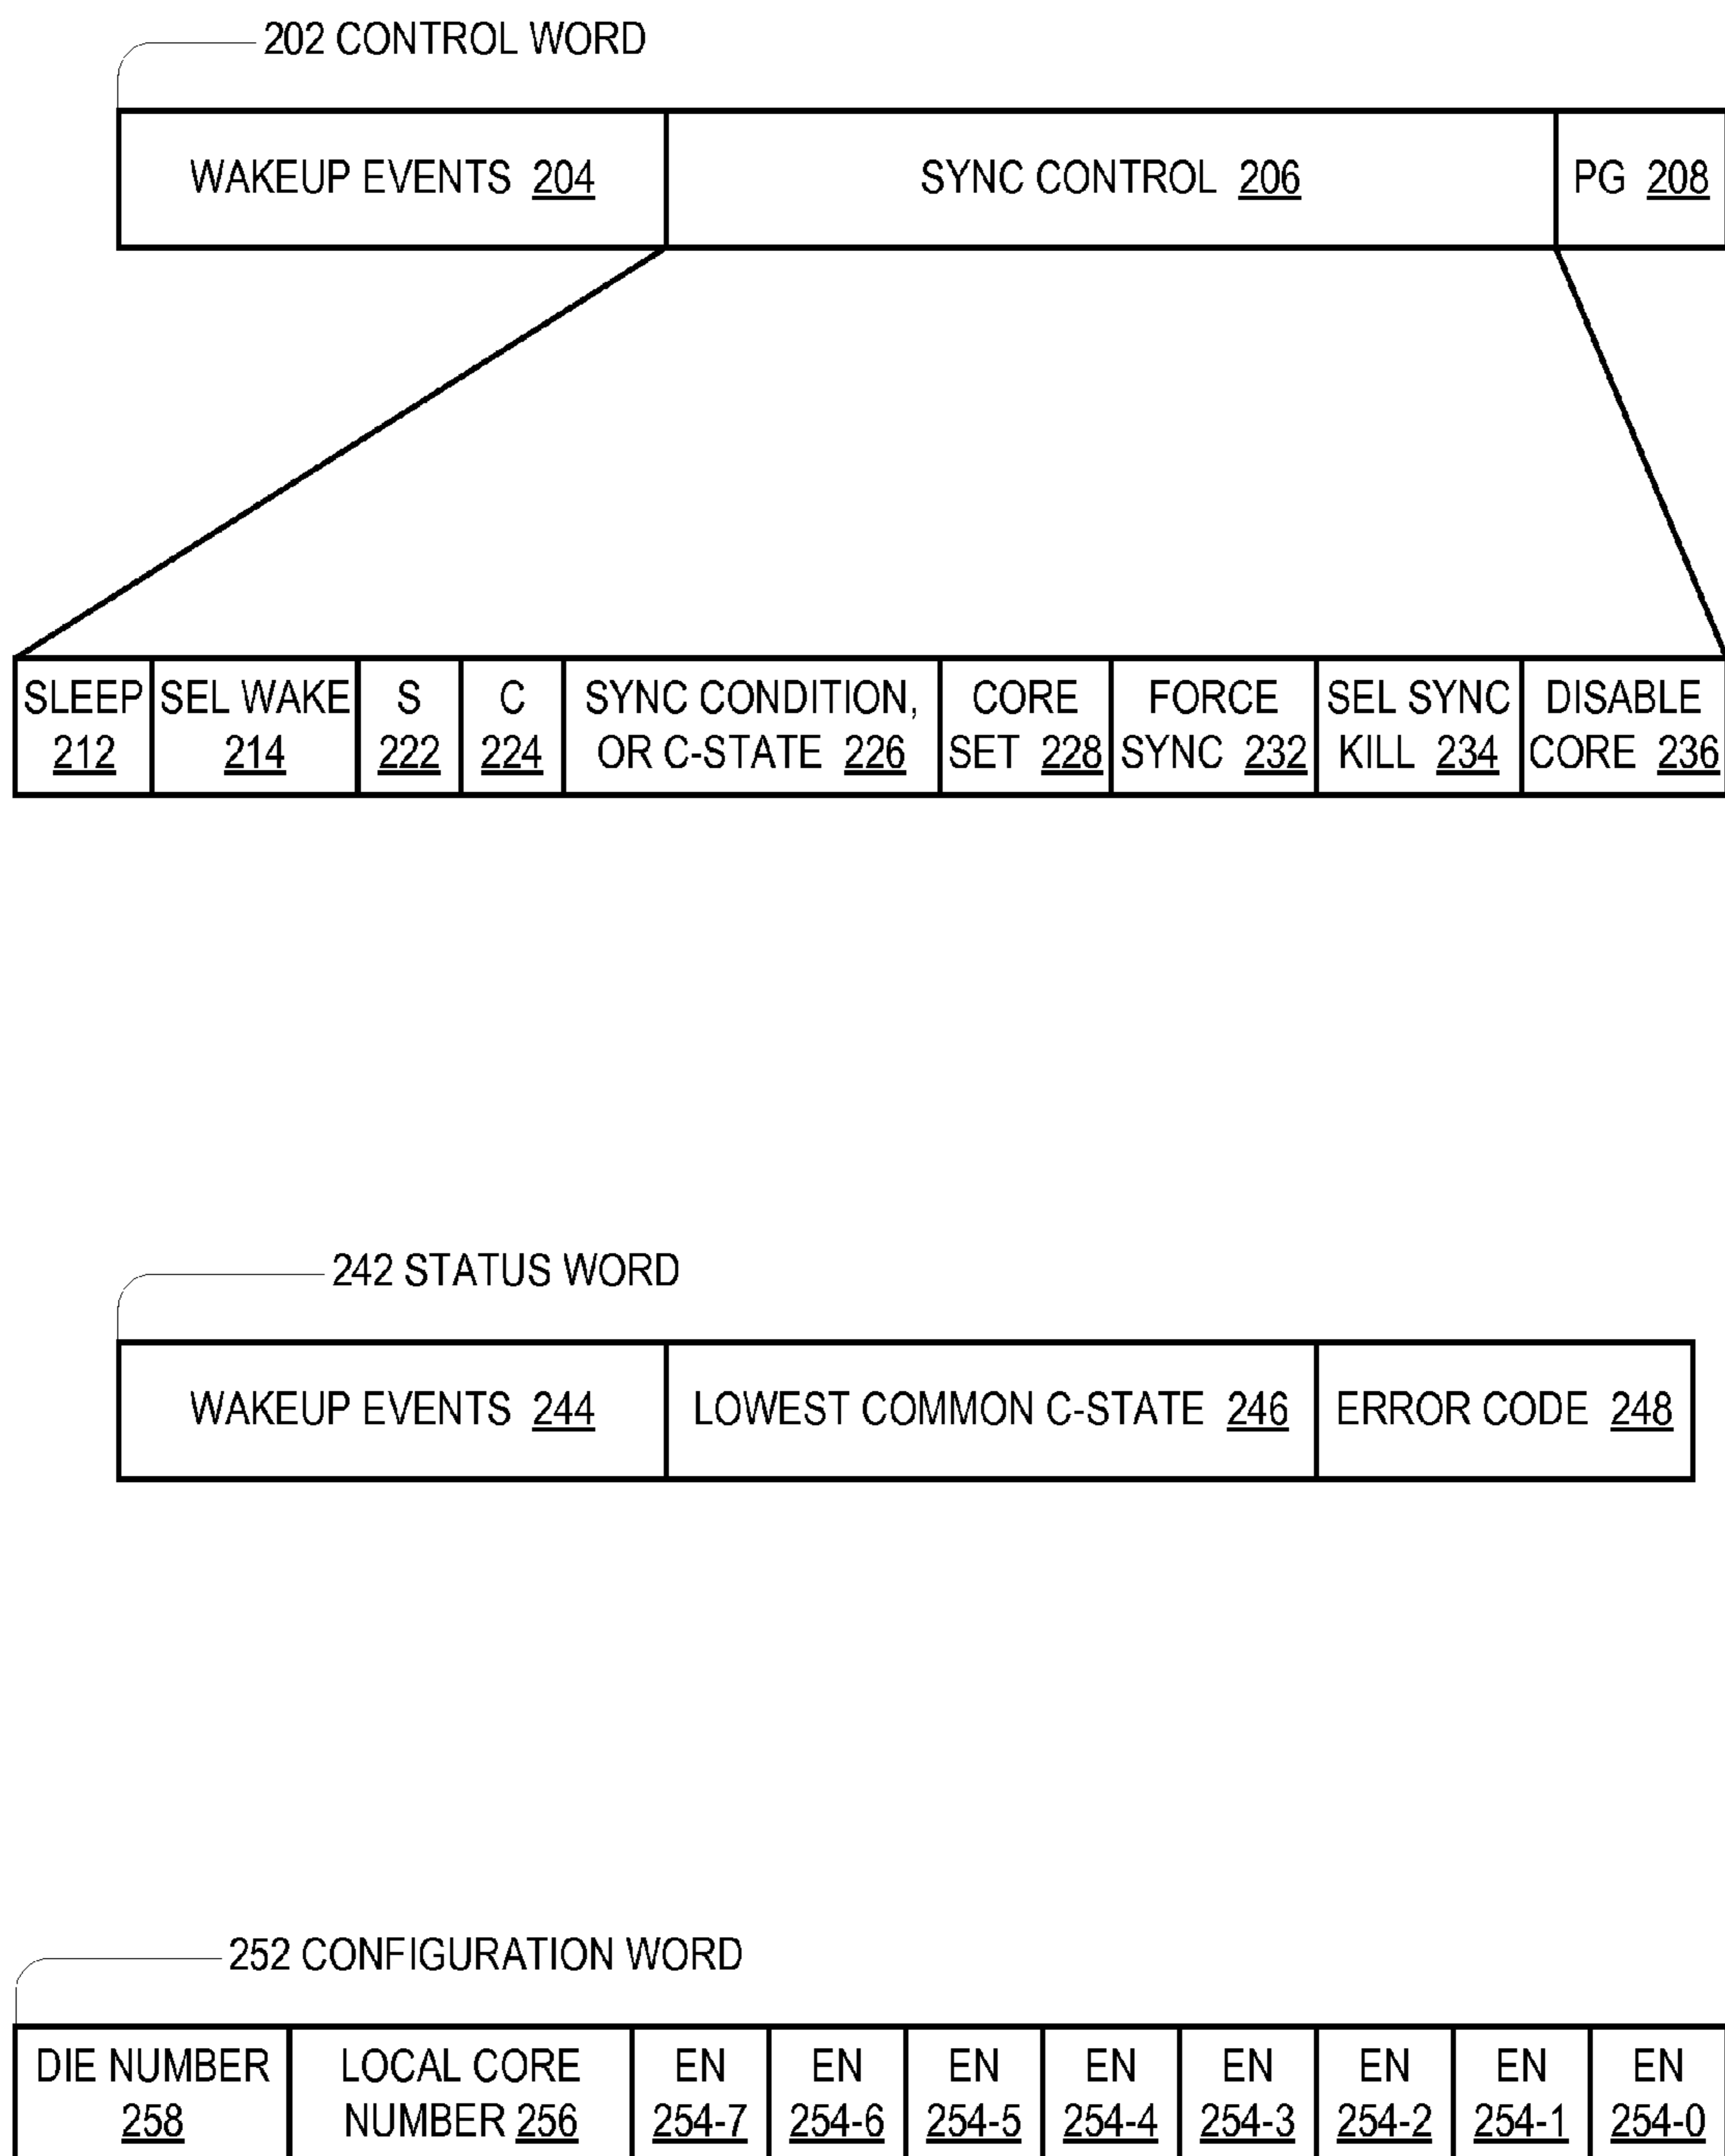 202 CONTROL WORD
WAKEUP EVENTS 204 SYNC CONTROL 206 PG 208
SLEEP SEL WAKE S C SYNC CONDITION, CORE FORCE SEL SYNC DISABLE
212 214 222 224 OR C-STATE 226 SET 228 SYNC 232 KILL 234 CORE 236
242 STATUS WORD
WAKEUP EVENTS 244 LOWEST COMMON C-STATE 246 ERROR CODE 248
252 CONFIGURATION WORD
DIE NUMBER LOCAL CORE EN EN EN EN EN EN EN EN
258 NUMBER 256 254-7 254-6 254-5 254-4 254-3 254-2 254-1 254-0